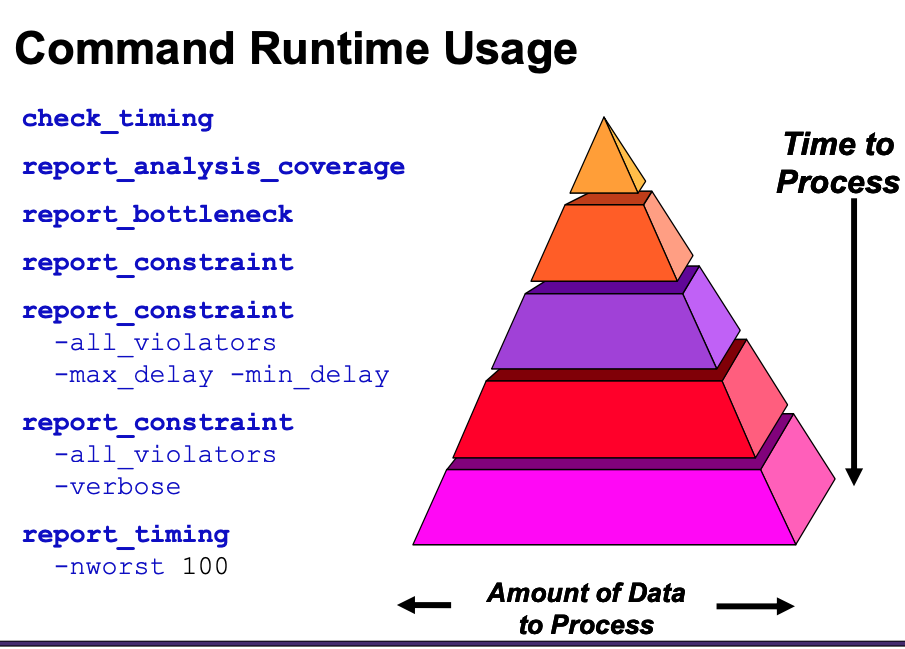 Command Runtime Usage
check_timing
report_analysis_coverage
report_bottleneck
report_constraint
report_constraint
-all_violators
-max_delay -min_delay
report_constraint
-all_violators
-verbose
report_timing
-nworst 100
Time to
Process
Amount of Data
to Process